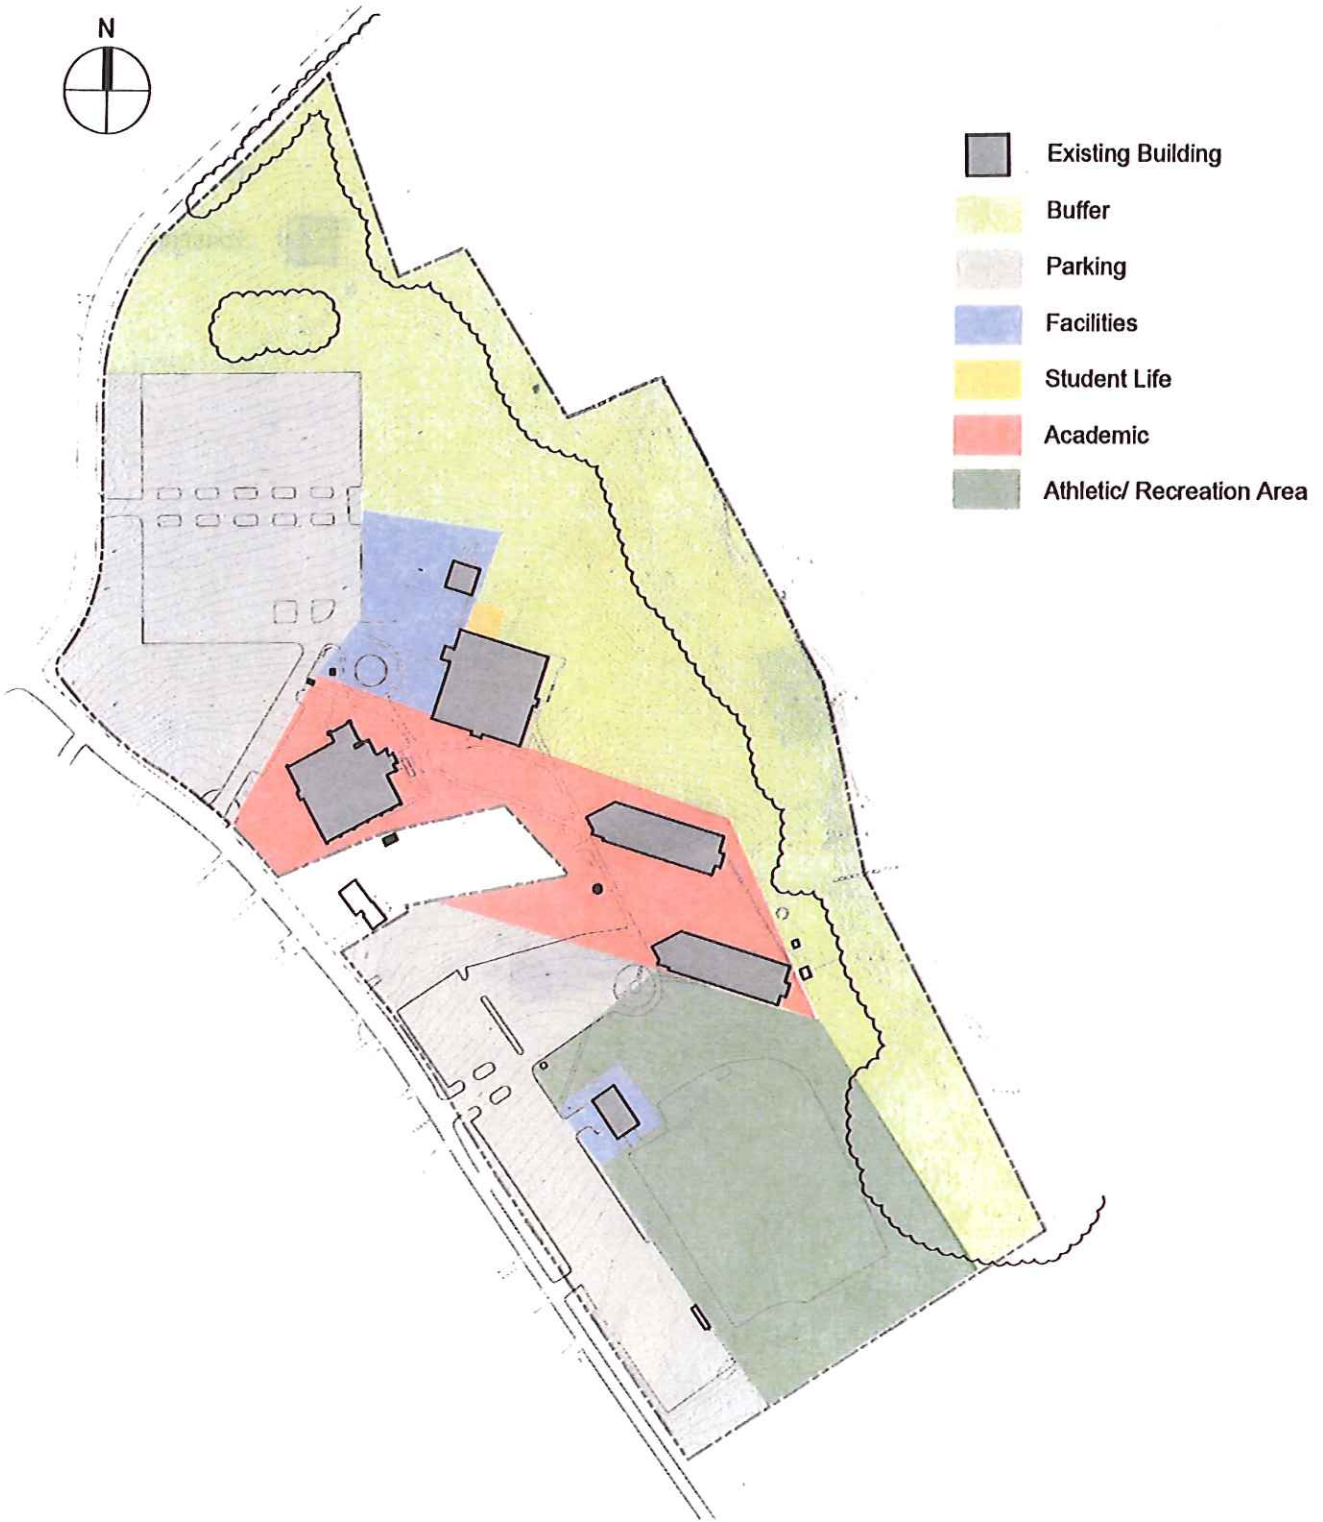 N
Existing Building
Buffer
Parking
Facilities
Student Life
Academic
Athletic/ Recreation Area